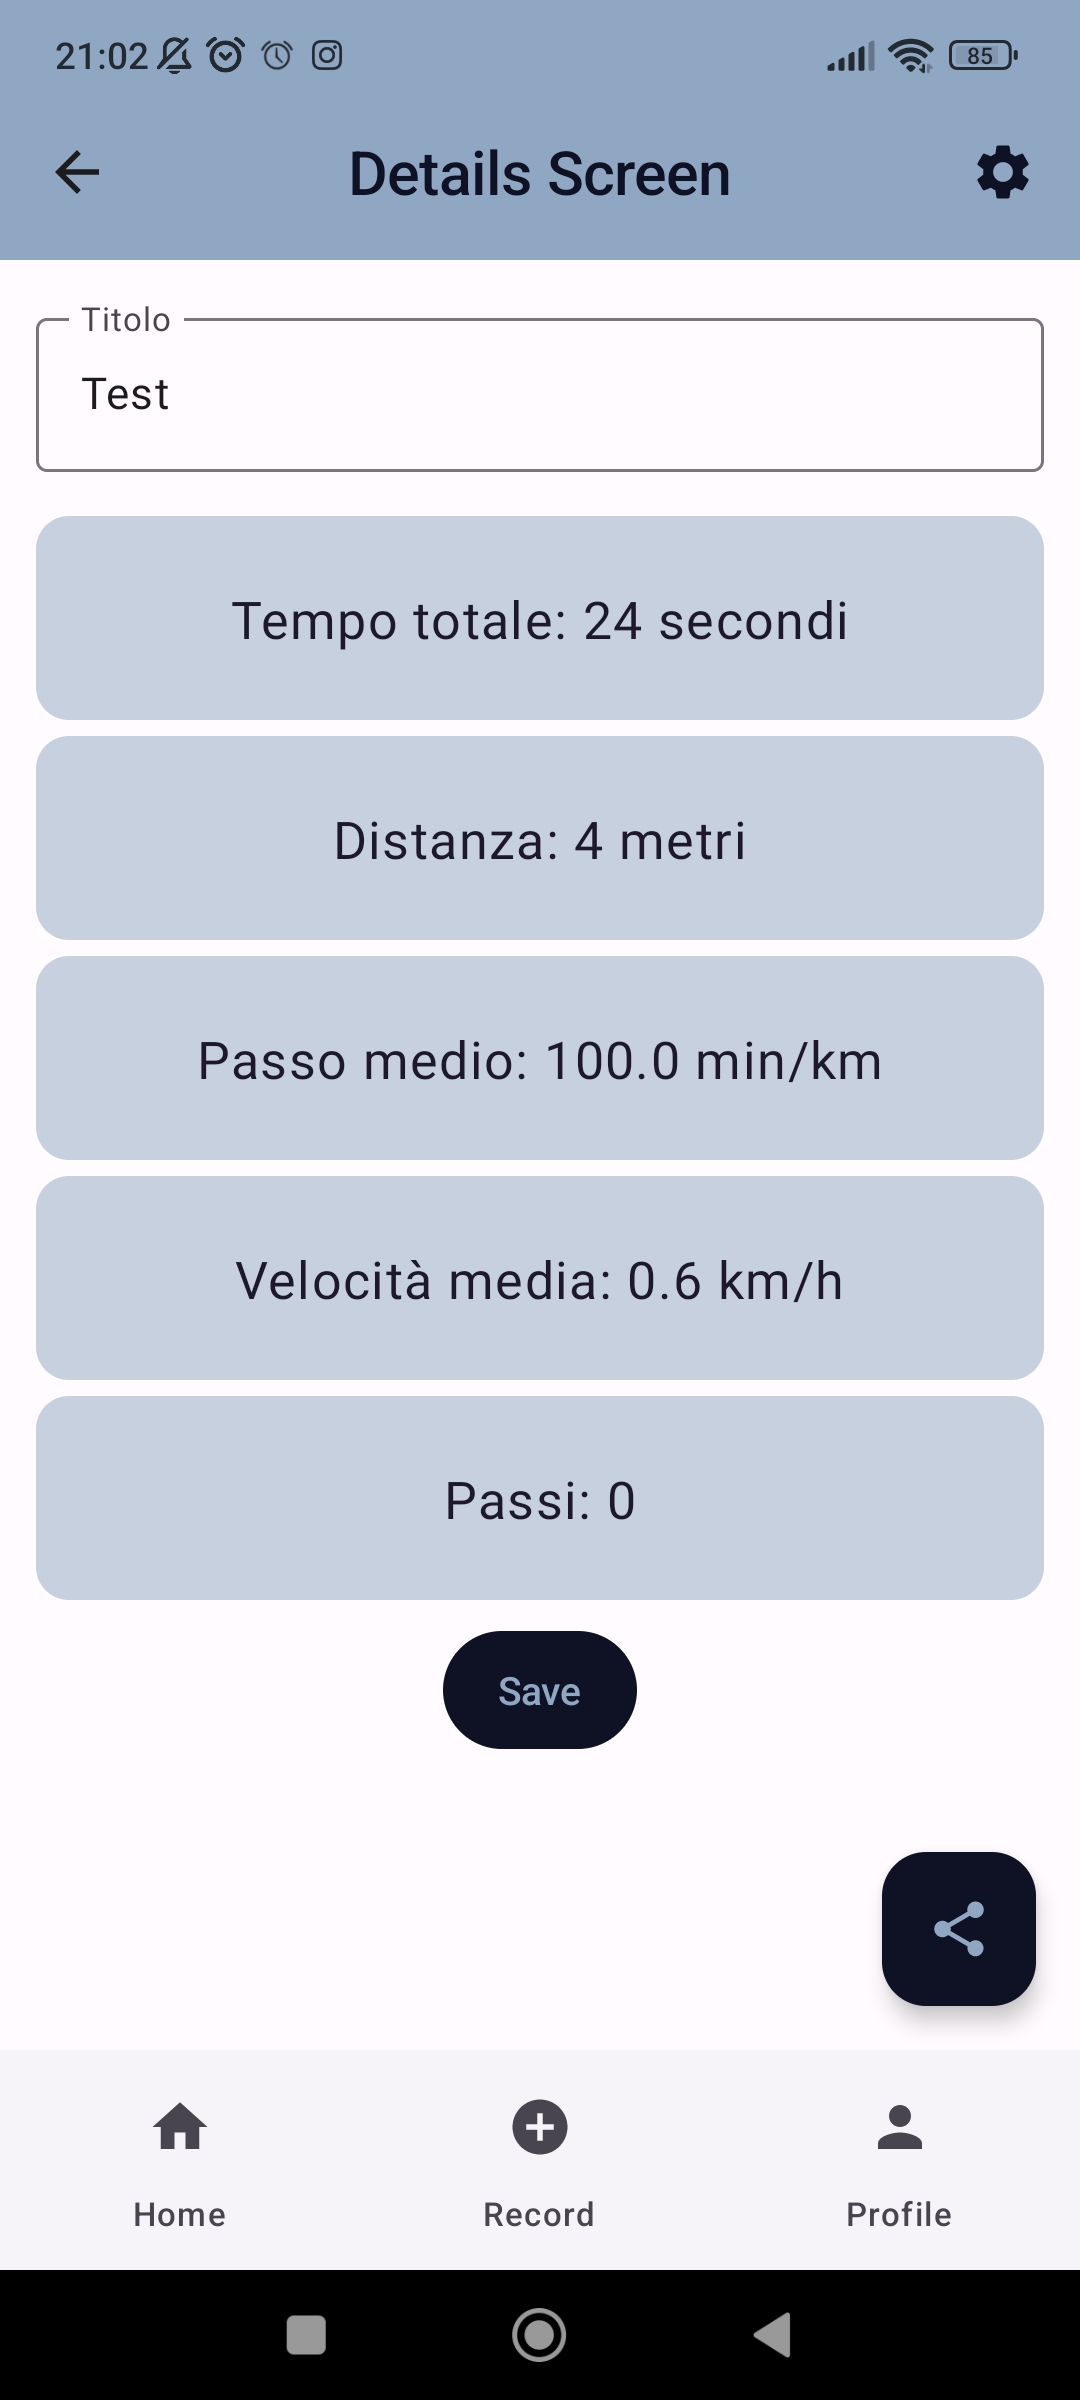 21:02
85
Details Screen
Titolo
Test
Tempo totale: 24 secondi
Distanza: 4 metri
Passo medio: 100.0 min/km
Velocità media: 0.6 km/h
Passi: 0
Save
Home
Record
Profile